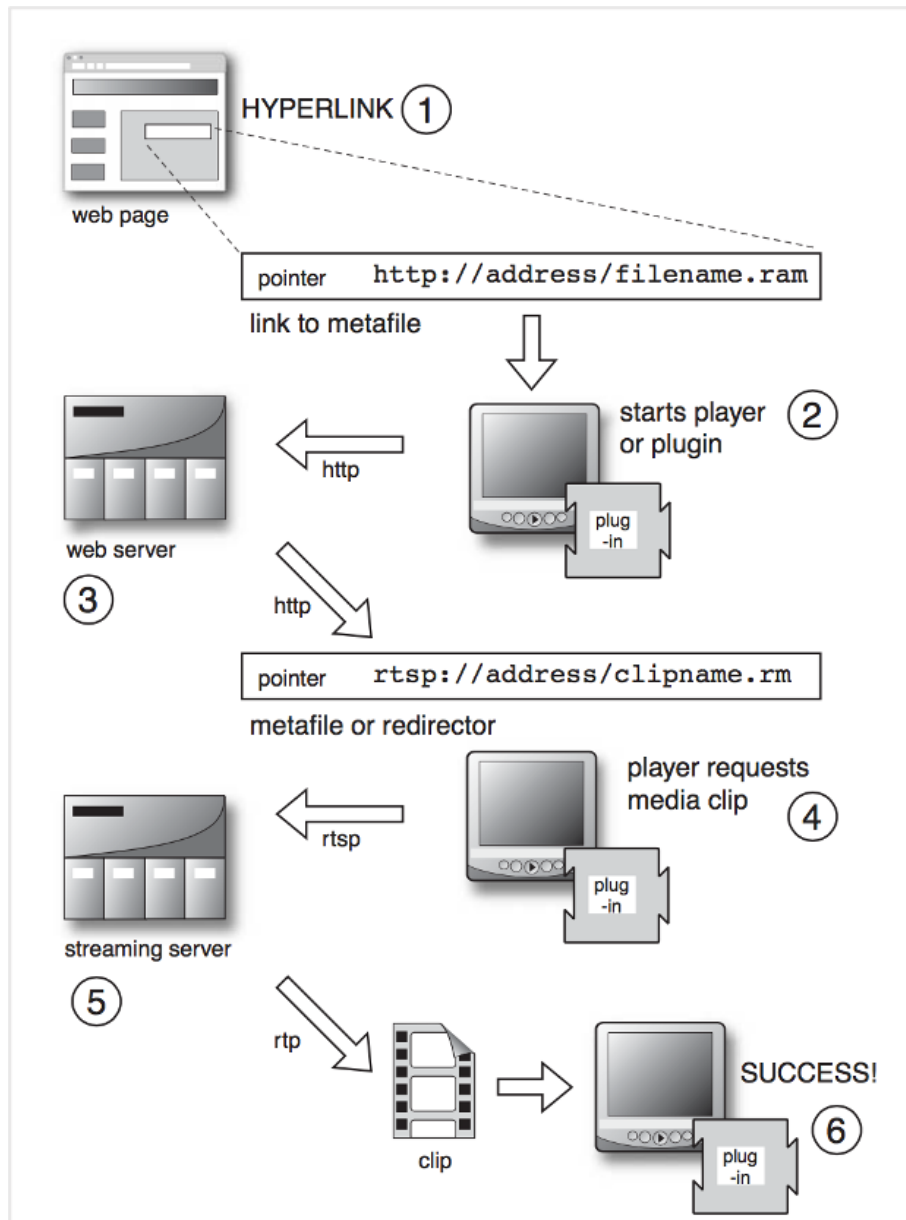 HYPERLINK 1
web page
pointer http://address/filename.ram
link to metafile
starts player 2
or plugin
http
plug
-in
web server
3
http
pointer rtsp://address/clipname.rm
metafile or redirector
player requests
media clip 4
rtsp
plug
-in
streaming server
5
rtp
SUCCESS!
6
clip
plug
-in